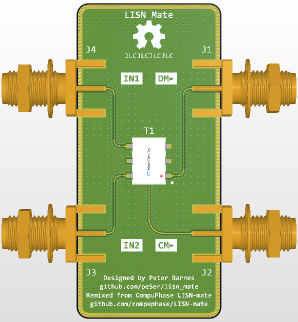 LISN Mate
JLCJLCJLCJLC
J4
J1
IN1
DM►
T1
IN2
CM►
J3
J2
Designed by Peter Barnes
github.com/pe5er/lisn_mate
Remixed from CompuPhase LISN-mate
github.com/compuphase/LISN-mate